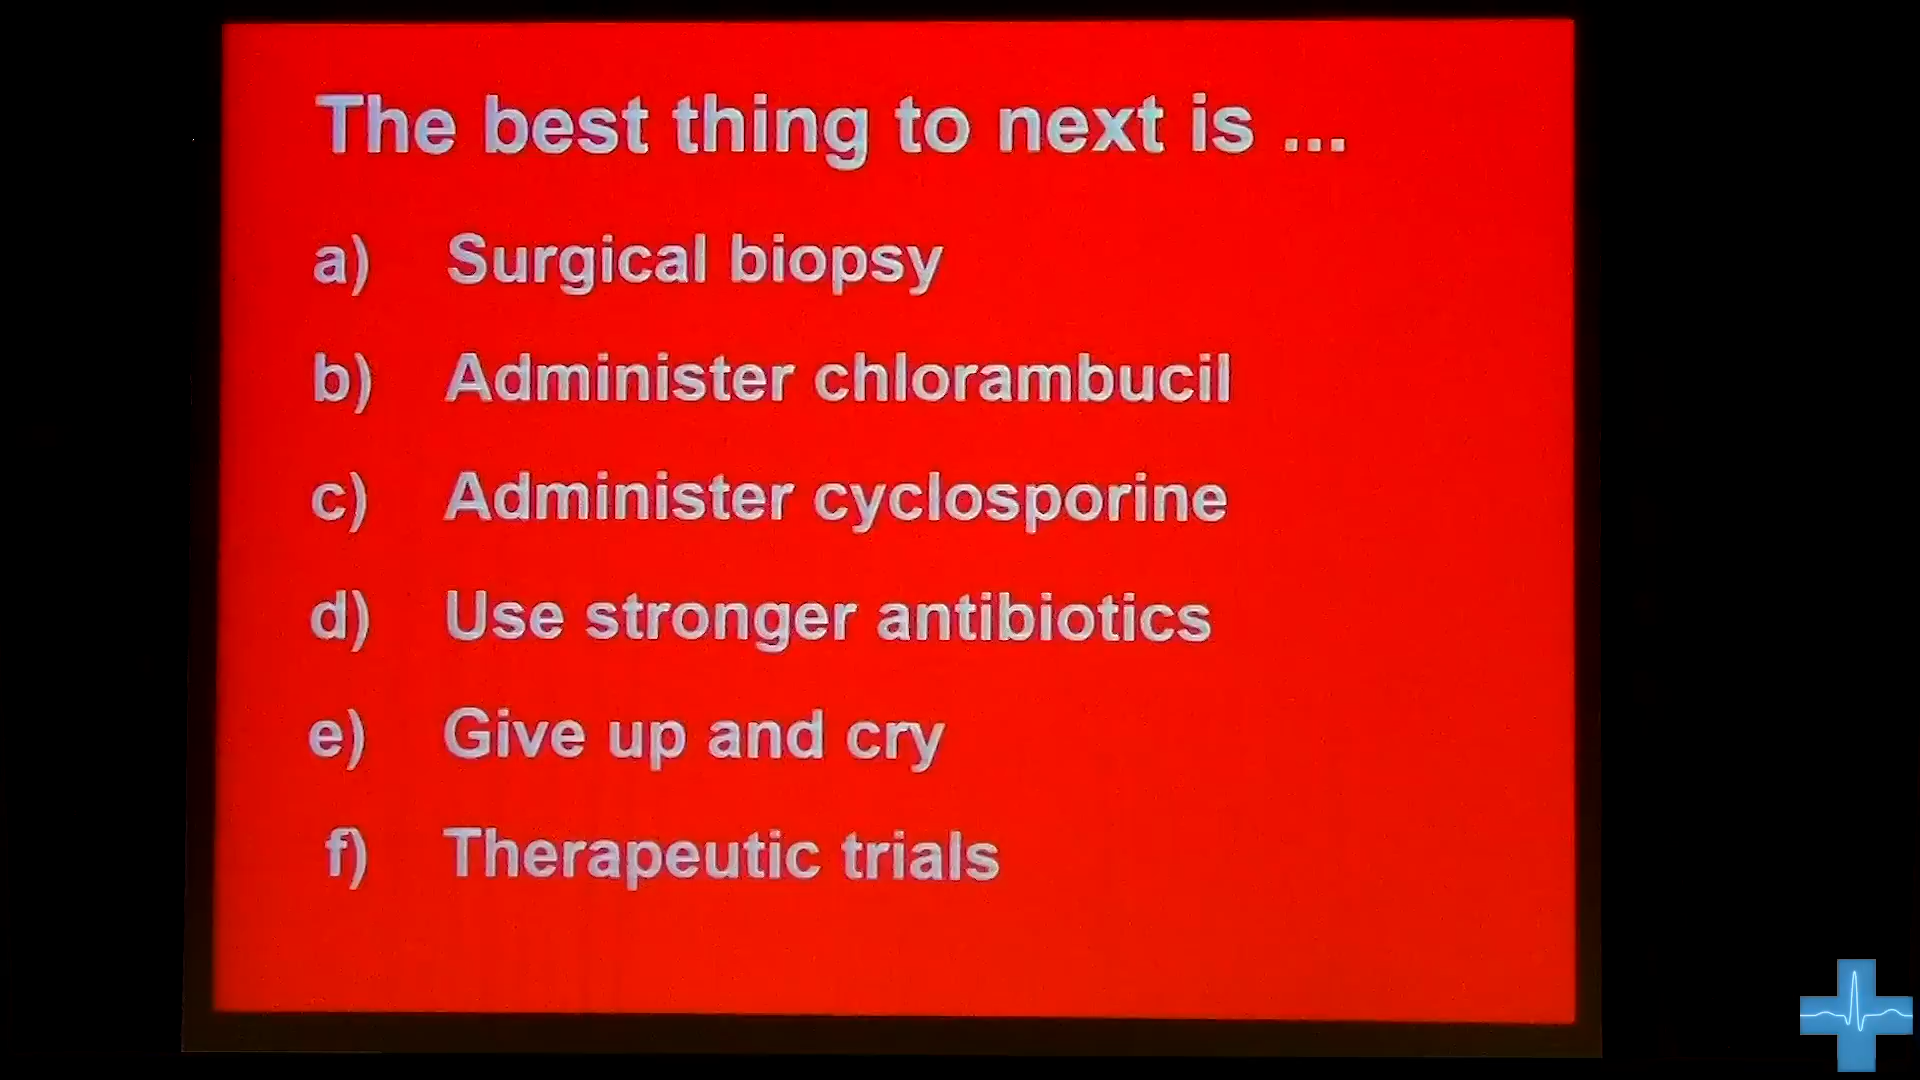 The best thing to next is ...
a) Surgical biopsy
b) Administer chlorambucil
c) Administer cyclosporine
d) Use stronger antibiotics
e) Give up and cry
f) Therapeutic trials